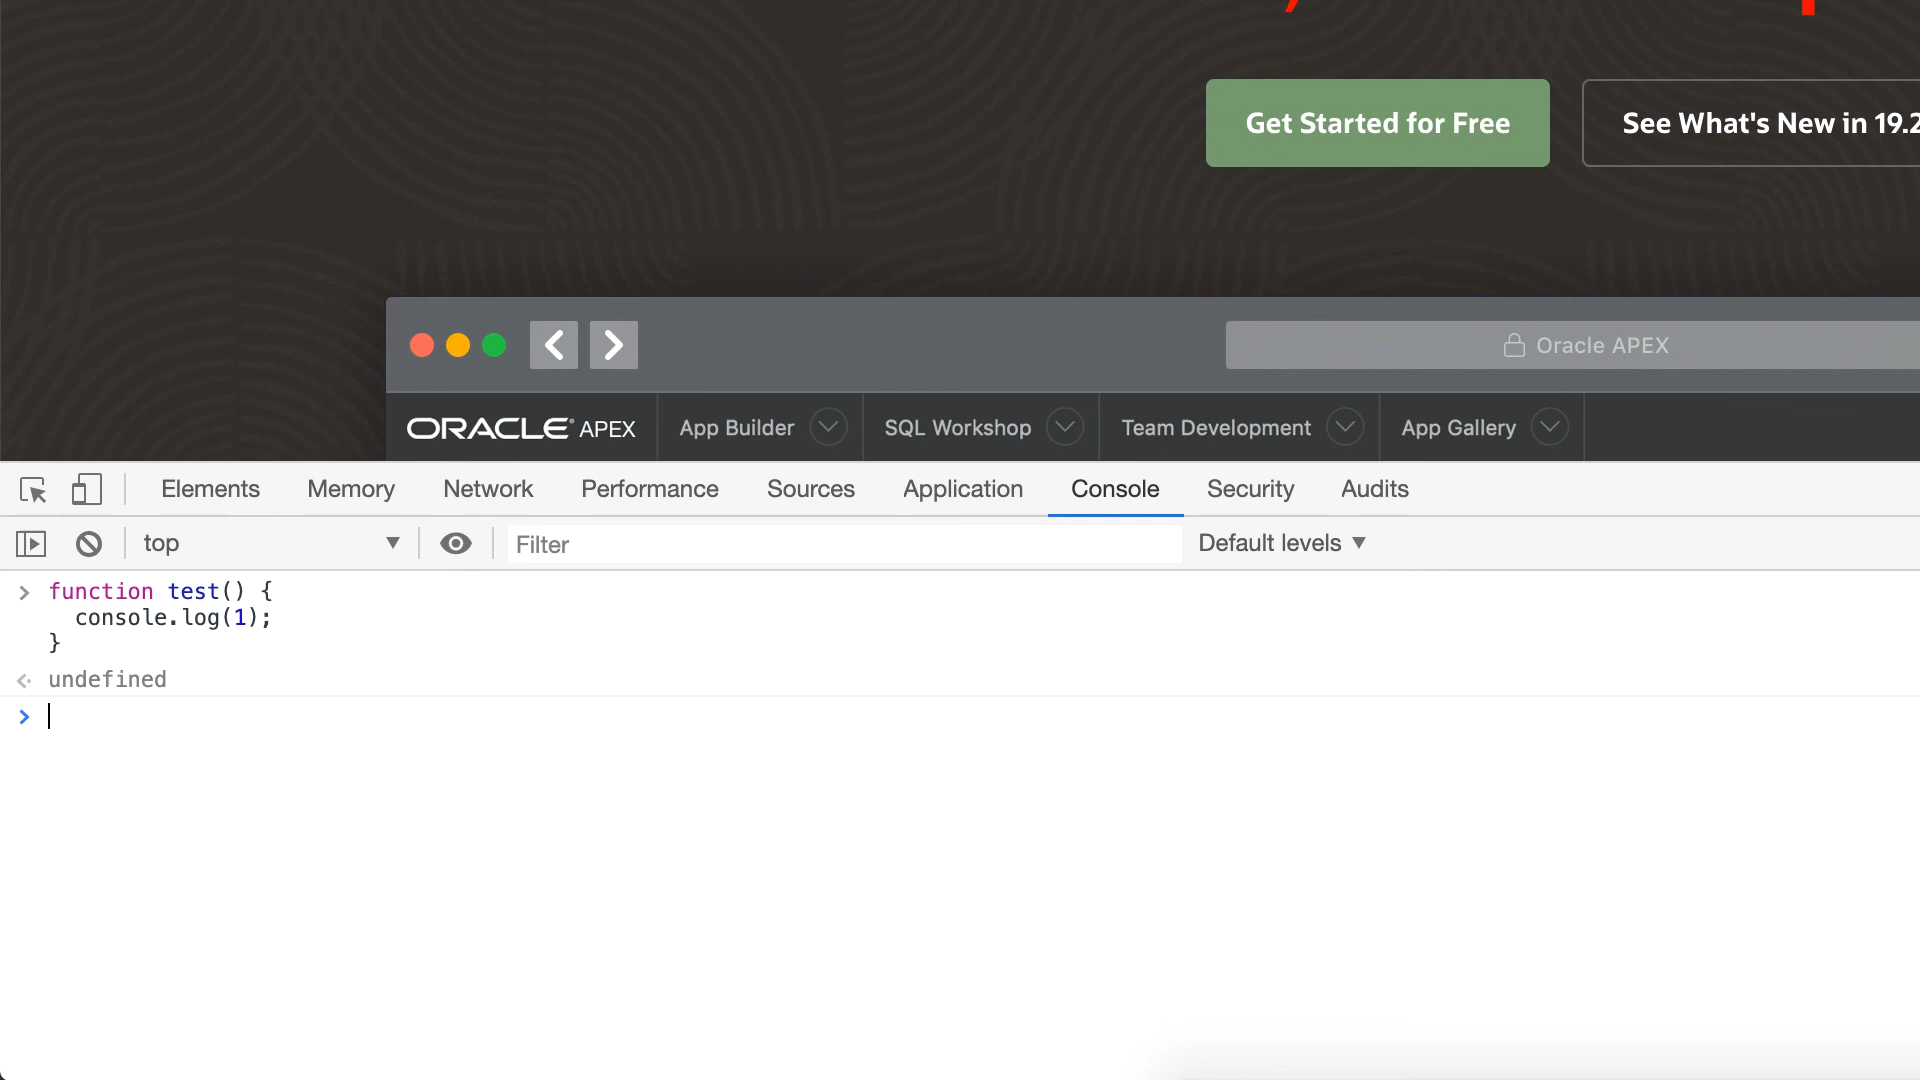 Get Started for Free
See What's New in 19.2
Oracle APEX
ORACLE APEX
App Builder
SQL Workshop
Team Development
App Gallery
Elements
Memory
Network
Performance
Sources
Application
Console
Security
Audits
top
Filter
Default levels
function test() {
console.log(1);
}
undefined